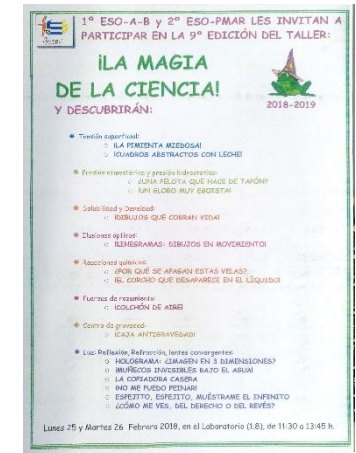 1º ESO-A-B y 2º ESO-PMAR LES INVITAN A
PARTICIPAR EN LA 9ª EDICIÓN DEL TALLER:
¡LA MAGIA
DE LA CIENCIA!
2018-2019
Y DESCUBRIRÁN:
Tensión superficial:
¡LA PIMIENTA MIEDOSA!
¡CUADROS ABSTRACTOS CON LECHE!
Presión atmosférica y presión hidrostática:
¿UNA PELOTA QUE HACE DE TAPÓN?
¡UN GLOBO MUY EGOISTA!
Solubilidad y Densidad:
¡DIBUJOS QUE COBRAN VIDA!
Ilusiones ópticas:
¡LINEGRAMAS: DIBUJOS EN MOVIMIENTO!
Reacciones químicas:
¿POR QUÉ SE APAGAN ESTAS VELAS?
¡EL CORCHO QUE DESAPARECE EN EL LÍQUIDO!
Fuerzas de rozamiento:
¡COLCHÓN DE AIRE!
Centro de gravedad:
¡CAJA ANTIGRAVEDAD!
Luz: Reflexión, Refracción, lentes convergentes:
HOLOGRAMA: ¿IMAGEN EN 3 DIMENSIONES?
¡MUÑECOS INVISIBLES BAJO EL AGUA!
LA COPIADORA CASERA
¡NO ME PUEDO PEINAR!
ESPEJITO, ESPEJITO, MUÉSTRAME EL INFINITO
¿CÓMO ME VES, DEL DERECHO O DEL REVÉS?
Lunes 25 y Martes 26 Febrero 2018, en el Laboratorio (1.8), de 11:30 a 13:45 h.